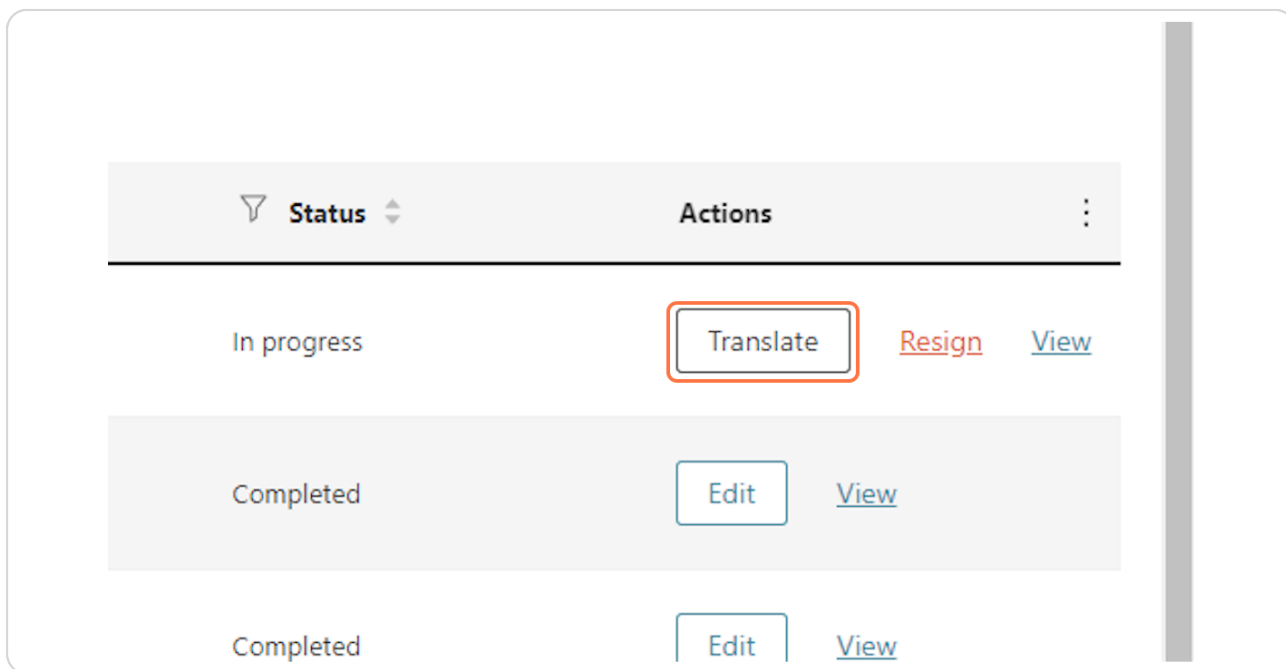 Status Actions
In progress Translate Resign View
Completed Edit View
Completed Edit View